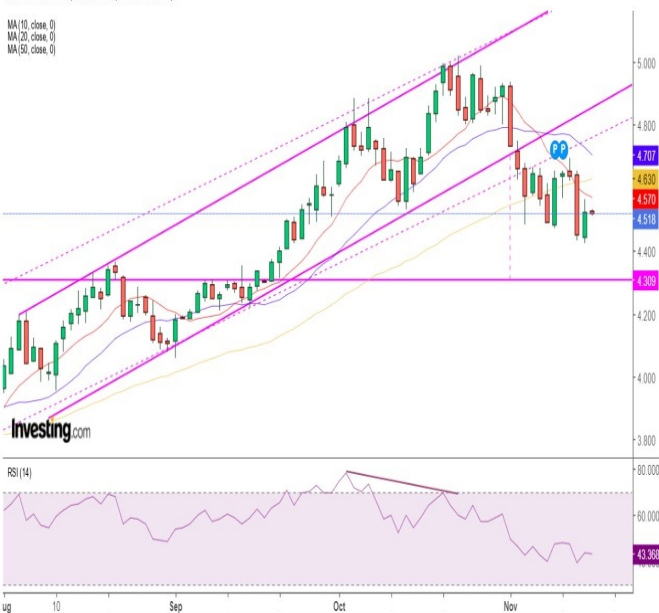 MA (10, close, 0)
MA (20, close, 0)
MA (50, close, 0)
5.000
4.800
P P
4.707
4.630
4.570
4.518
4.400
4.309
4.200
4.000
3.800
Investing.com
RSI (14)
80.000
60.000
43.368
ug 10 Sep Oct Nov